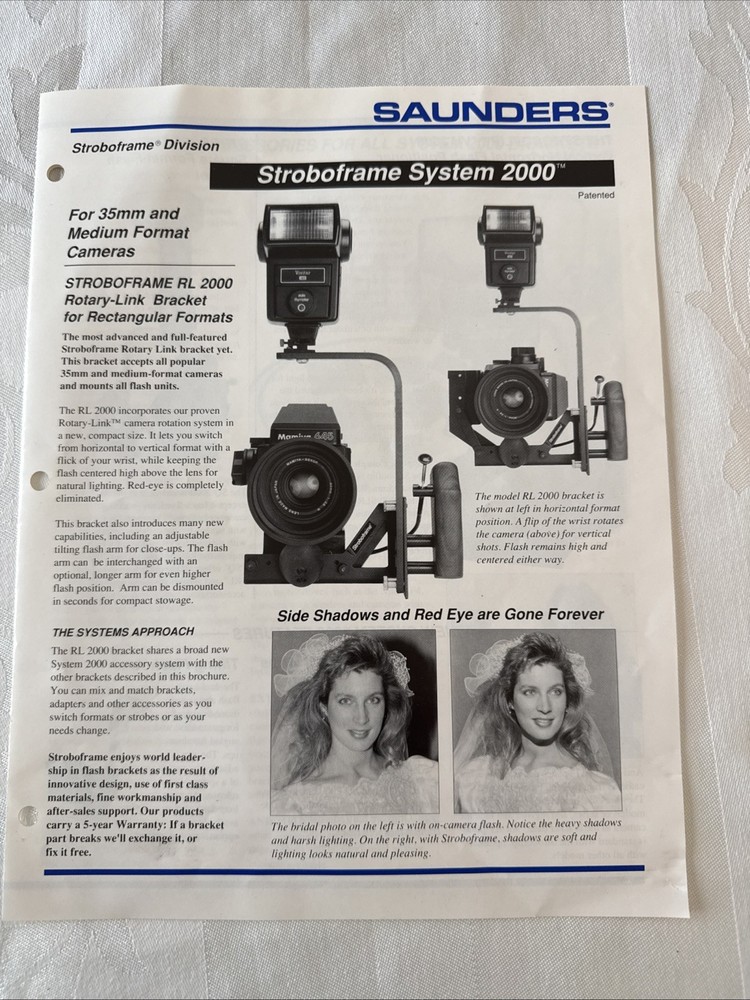 SAUNDERS®
Stroboframe® Division
Stroboframe System 2000™
Patented
For 35mm and
Medium Format
Cameras
STROBOFRAME RL 2000
Rotary-Link Bracket
for Rectangular Formats
The most advanced and full-featured
Stroboframe Rotary Link bracket yet.
This bracket accepts all popular
35mm and medium-format cameras
and mounts all flash units.
The RL 2000 incorporates our proven
Rotary-Link™ camera rotation system in
a new, compact size. It lets you switch
from horizontal to vertical format with a
flick of your wrist, while keeping the
flash centered high above the lens for
natural lighting. Red-eye is completely
eliminated.
This bracket also introduces many new
capabilities, including an adjustable
tilting flash arm for close-ups. The flash
arm can be interchanged with an
optional, longer arm for even higher
flash position. Arm can be dismounted
in seconds for compact stowage.
THE SYSTEMS APPROACH
The RL 2000 bracket shares a broad new
System 2000 accessory system with the
other brackets described in this brochure.
You can mix and match brackets,
adapters and other accessories as you
switch formats or strobes or as your
needs change.
Stroboframe enjoys world leader-
ship in flash brackets as the result of
innovative design, use of first class
materials, fine workmanship and
after-sales support. Our products
carry a 5-year Warranty: If a bracket
part breaks we'll exchange it, or
fix it free.
Mamiya 645
Stroboframe
The model RL 2000 bracket is
shown at left in horizontal format
position. A flip of the wrist rotates
the camera (above) for vertical
shots. Flash remains high and
centered either way.
Side Shadows and Red Eye are Gone Forever
The bridal photo on the left is with on-camera flash. Notice the heavy shadows
and harsh lighting. On the right, with Stroboframe, shadows are soft and
lighting looks natural and pleasing.